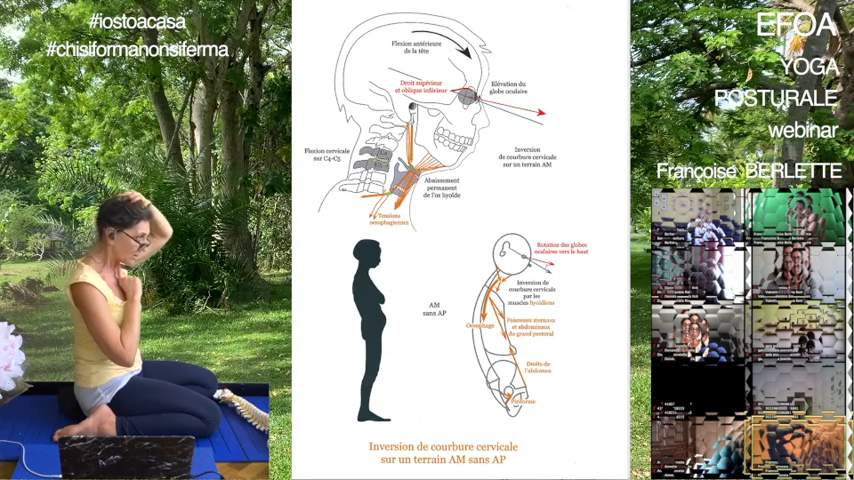 #iostoacasa
#chisiformanonsiferma
Flexion antérieure
de la tête
Droit supérieur
et oblique inférieur
Elévation du
globe oculaire
Flexion cervicale
sur C4-C5
Inversion
de courbure cervicale
sur un terrain AM
Abaissement
permanent
de l'os hyoïde
Tensions
oesophagiennes
AM
sans AP
Rotation des globes
oculaires vers le haut
Inversion de
courbure cervicale
par les
muscles hyoïdiens
Oesophage
Faisceaux sternaux
et abdominaux
du grand pectoral
Droits de
l'abdomen
Piriforme
Inversion de courbure cervicale
sur un terrain AM sans AP
EFOA
YOGA
POSTURALE
webinar
Françoise BERLETTE